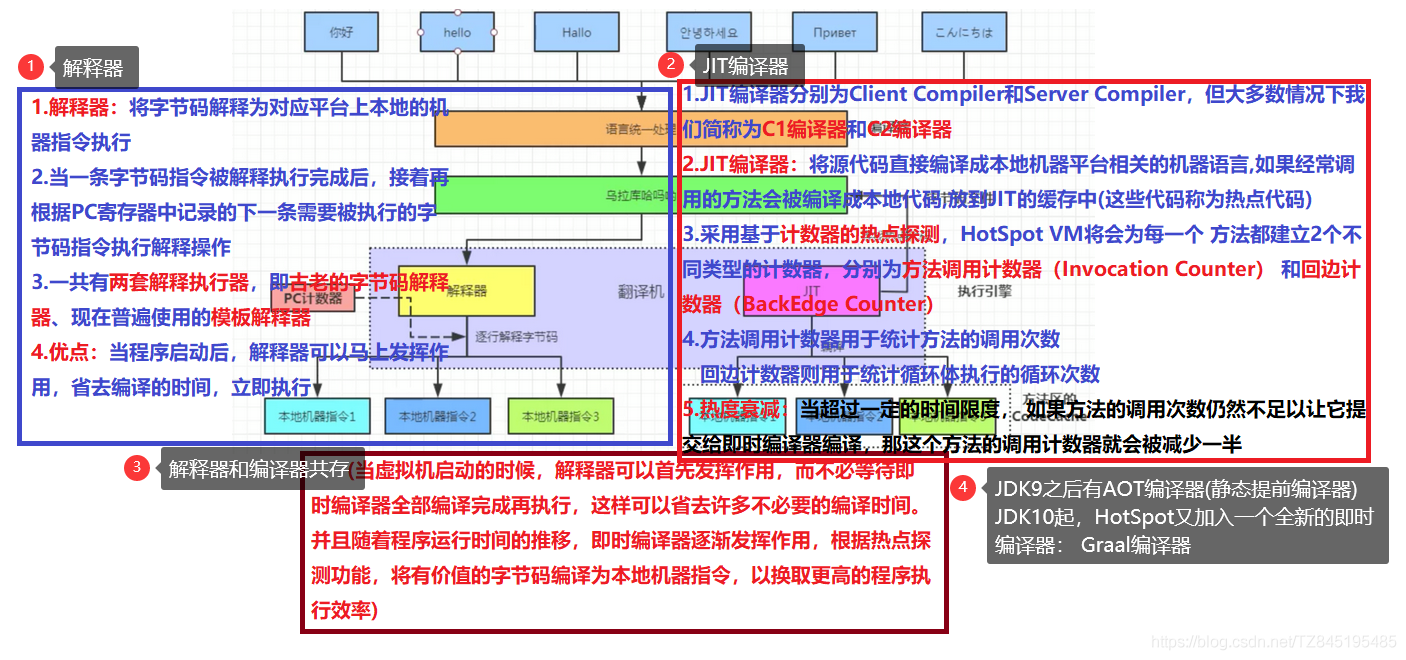 你好
hello
Hallo
안녕하세요
Привет
こんにちは
1
解释器
1.解释器：将字节码解释为对应平台上本地的机
器指令执行
2.当一条字节码指令被解释执行完成后，接着再
根据PC寄存器中记录的下一条需要被执行的字
节码指令执行解释操作
3.一共有两套解释执行器，即古老的字节码解释
器、现在普遍使用的模板解释器
4.优点：当程序启动后，解释器可以马上发挥作
用，省去编译的时间，立即执行
2
JIT编译器
1.JIT编译器分别为Client Compiler和Server Compiler，但大多数情况下我
们简称为C1编译器和C2编译器
2.JIT编译器：将源代码直接编译成本地机器平台相关的机器语言,如果经常调
用的方法会被编译成本地代码 放到JIT的缓存中(这些代码称为热点代码)
3.采用基于计数器的热点探测，HotSpot VM将会为每一个 方法都建立2个不
同类型的计数器，分别为方法调用计数器（Invocation Counter） 和回边计
数器（BackEdge Counter）
4.方法调用计数器用于统计方法的调用次数
回边计数器则用于统计循环体执行的循环次数
5.热度衰减：当超过一定的时间限度， 如果方法的调用次数仍然不足以让它提
交给即时编译器编译，那这个方法的调用计数器就会被减少一半
语言统一处理
乌拉库哈吗哟
PC计数器
解释器
翻译机
JIT
执行引擎
逐行解释字节码
本地机器指令1
本地机器指令2
本地机器指令3
本地机器指令1
本地机器指令2
本地机器指令3
方法区的
CodeCache
3
解释器和编译器共存
(当虚拟机启动的时候，解释器可以首先发挥作用，而不必等待即
时编译器全部编译完成再执行，这样可以省去许多不必要的编译时间。
并且随着程序运行时间的推移，即时编译器逐渐发挥作用，根据热点探
测功能，将有价值的字节码编译为本地机器指令，以换取更高的程序执
行效率)
4
JDK9之后有AOT编译器(静态提前编译器)
JDK10起，HotSpot又加入一个全新的即时
编译器： Graal编译器
https://blog.csdn.net/TZ845195485